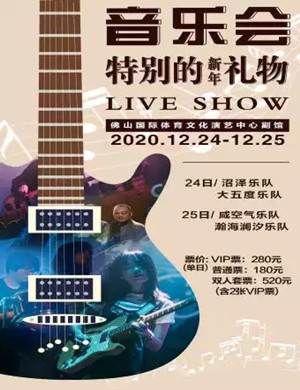 音乐会
特别的新年礼物
LIVE SHOW
佛山国际体育文化演艺中心副馆
2020.12.24-12.25
24日/ 沼泽乐队
大五度乐队
25日/ 咸空气乐队
瀚海澜汐乐队
票价: VIP票: 280元
(单日) 普通票: 180元
双人套票: 520元
(含2张VIP票)